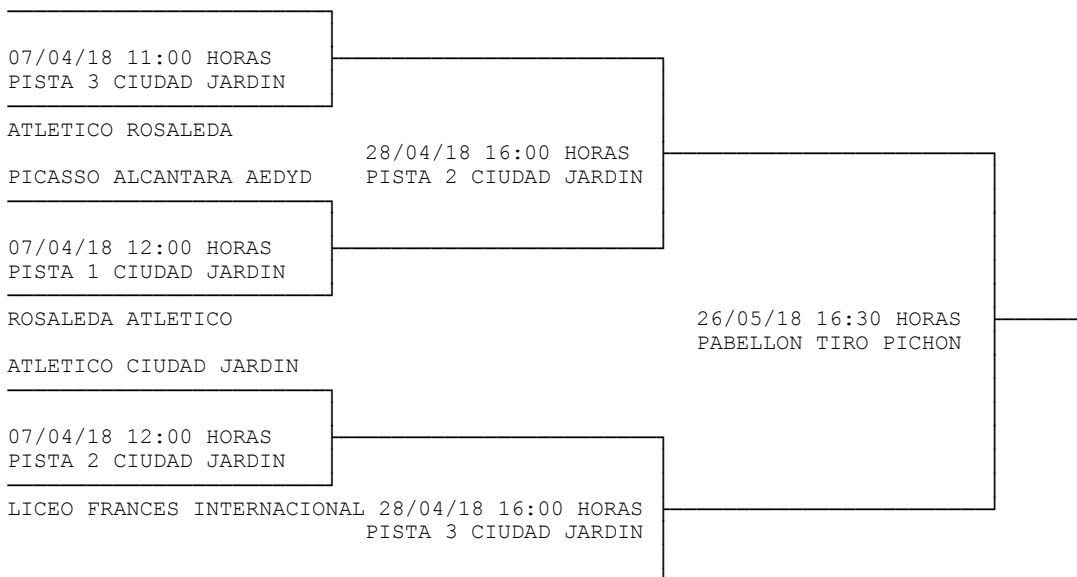 07/04/18 11:00 HORAS
PISTA 3 CIUDAD JARDIN
ATLETICO ROSALEDA
28/04/18 16:00 HORAS
PICASSO ALCANTARA AEDYD PISTA 2 CIUDAD JARDIN
07/04/18 12:00 HORAS
PISTA 1 CIUDAD JARDIN
ROSALEDA ATLETICO 26/05/18 16:30 HORAS
PABELLON TIRO PICHON
ATLETICO CIUDAD JARDIN
07/04/18 12:00 HORAS
PISTA 2 CIUDAD JARDIN
LICEO FRANCES INTERNACIONAL 28/04/18 16:00 HORAS
PISTA 3 CIUDAD JARDIN